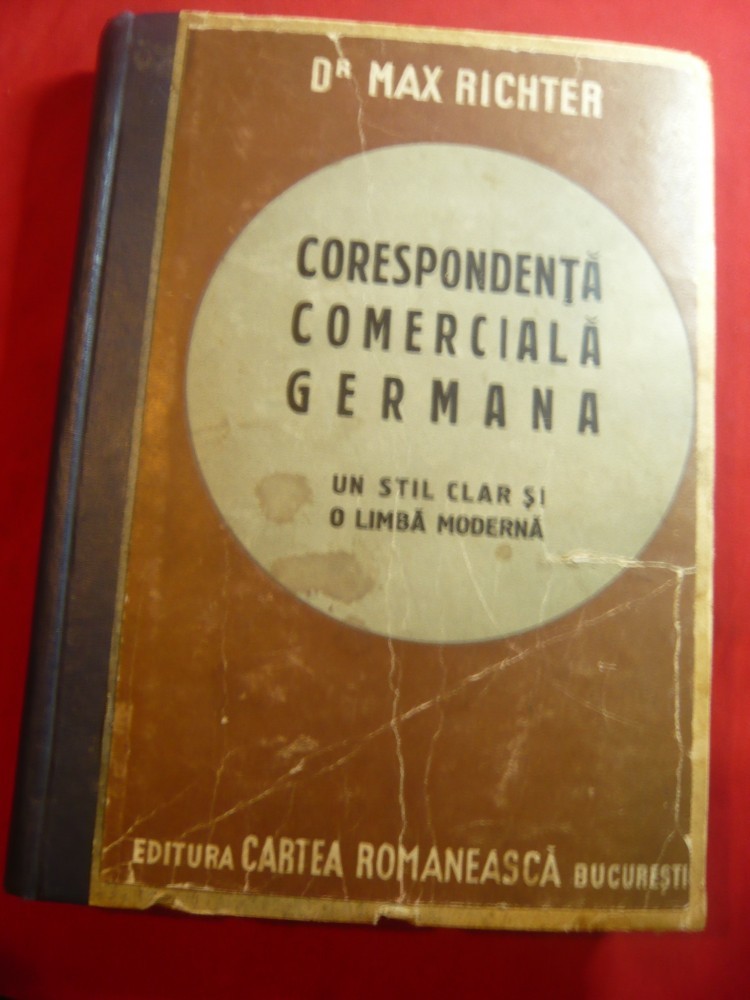 DR MAX RICHTER
CORESPONDENȚĂ
COMERCIALĂ
GERMANA
UN STIL CLAR ȘI
O LIMBĂ MODERNĂ
EDITURA CARTEA ROMANEASCĂ BUCUREȘTI